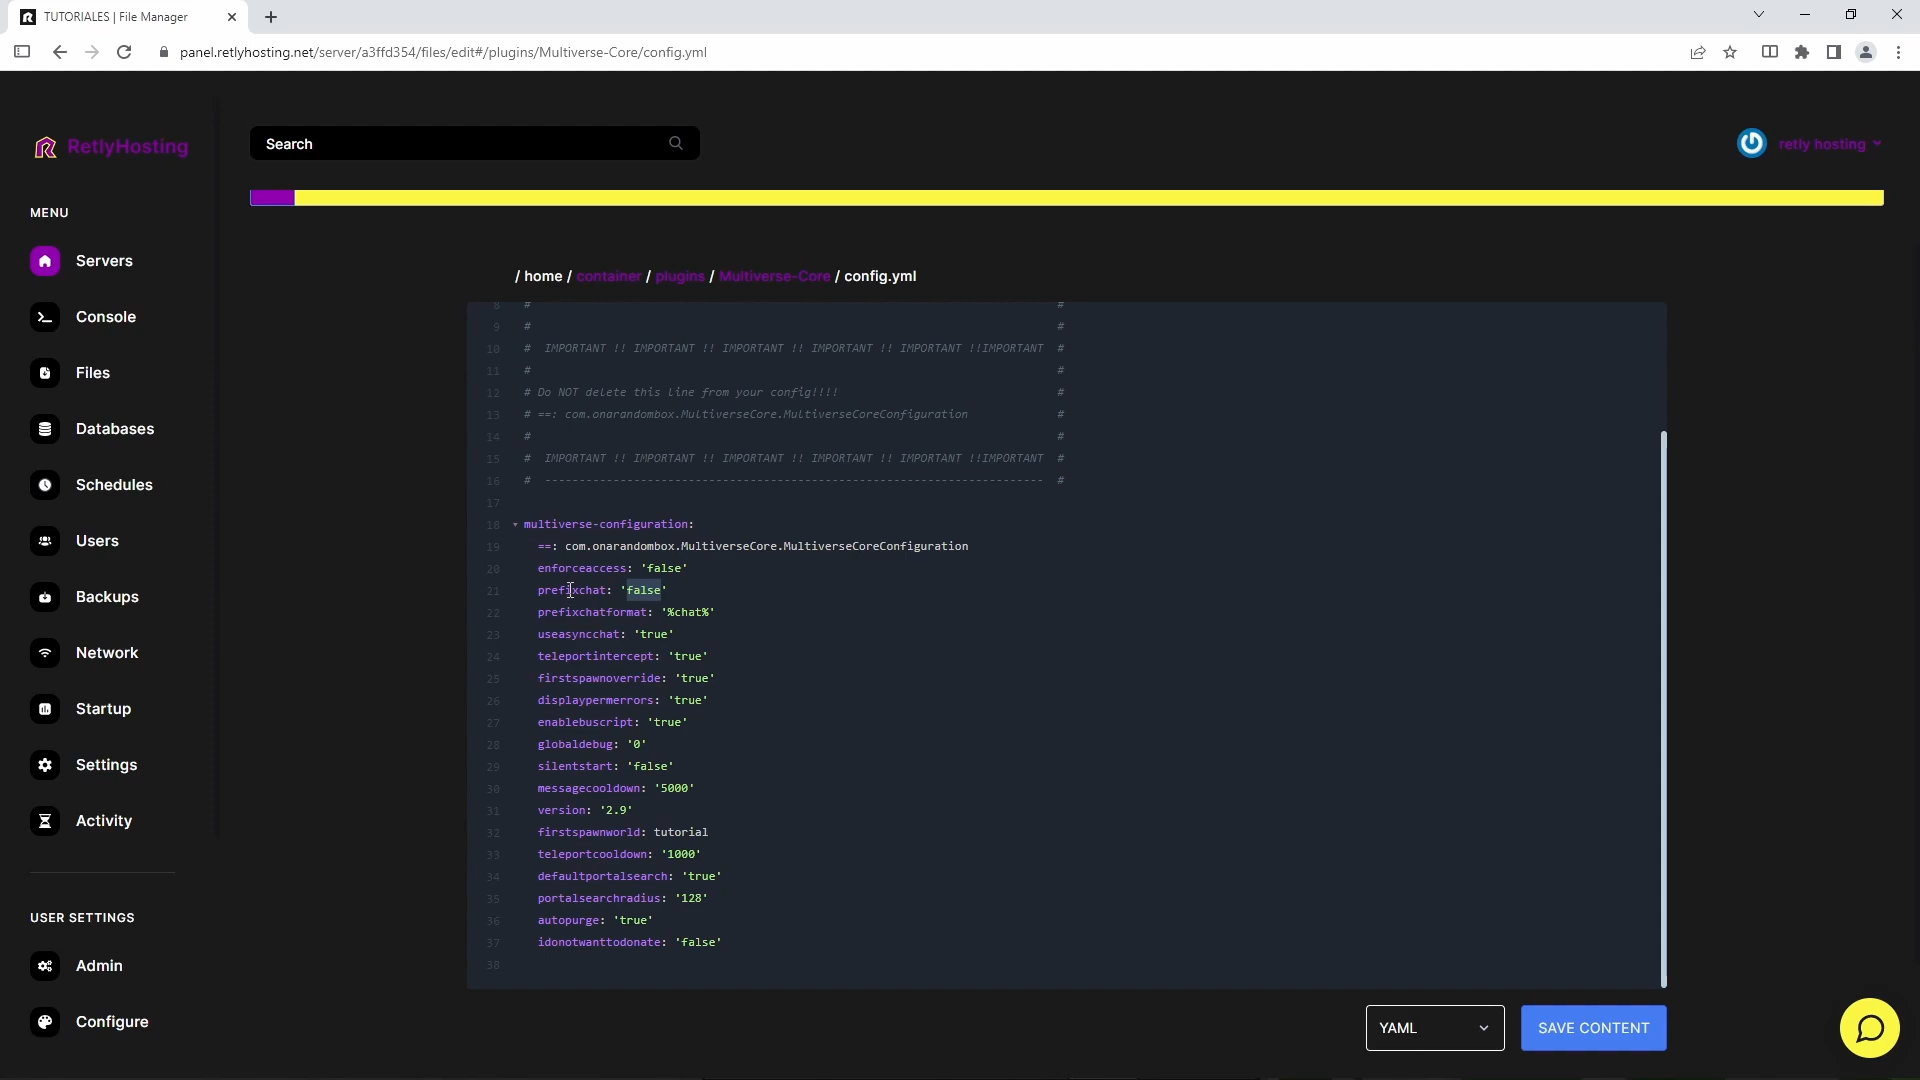 TUTORIALES | File Manager
panel.retlyhosting.net/server/a3ffd354/files/edit#/plugins/Multiverse-Core/config.yml
RetlyHosting
Search
retly hosting
MENU
Servers
Console
Files
Databases
Schedules
Users
Backups
Network
Startup
Settings
Activity
USER SETTINGS
Admin
Configure
/ home / container / plugins / Multiverse-Core / config.yml
8 # #
9 # #
10 # IMPORTANT !! IMPORTANT !! IMPORTANT !! IMPORTANT !! IMPORTANT !!IMPORTANT #
11 # #
12 # Do NOT delete this line from your config!!!! #
13 # ==: com.onarandombox.MultiverseCore.MultiverseCoreConfiguration #
14 # #
15 # IMPORTANT !! IMPORTANT !! IMPORTANT !! IMPORTANT !! IMPORTANT !!IMPORTANT #
16 # ------------------------------------------------------------------------- #
17
18 multiverse-configuration:
19 ==: com.onarandombox.MultiverseCore.MultiverseCoreConfiguration
20 enforceaccess: 'false'
21 prefixchat: 'false'
22 prefixchatformat: '%chat%'
23 useasyncchat: 'true'
24 teleportintercept: 'true'
25 firstspawnoverride: 'true'
26 displaypermerrors: 'true'
27 enablebuscript: 'true'
28 globaldebug: '0'
29 silentstart: 'false'
30 messagecooldown: '5000'
31 version: '2.9'
32 firstspawnworld: tutorial
33 teleportcooldown: '1000'
34 defaultportalsearch: 'true'
35 portalsearchradius: '128'
36 autopurge: 'true'
37 idonotwanttodonate: 'false'
38
YAML
SAVE CONTENT